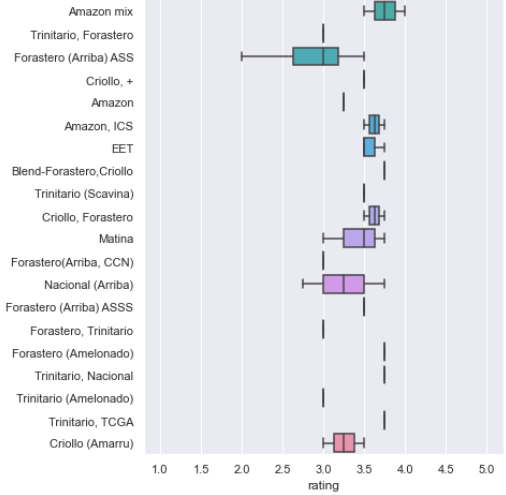 Amazon mix
Trinitario, Forastero
Forastero (Arriba) ASS
Criollo, +
Amazon
Amazon, ICS
EET
Blend-Forastero,Criollo
Trinitario (Scavina)
Criollo, Forastero
Matina
Forastero(Arriba, CCN)
Nacional (Arriba)
Forastero (Arriba) ASSS
Forastero, Trinitario
Forastero (Amelonado)
Trinitario, Nacional
Trinitario (Amelonado)
Trinitario, TCGA
Criollo (Amarru)
1.0 1.5 2.0 2.5 3.0 3.5 4.0 4.5 5.0
rating